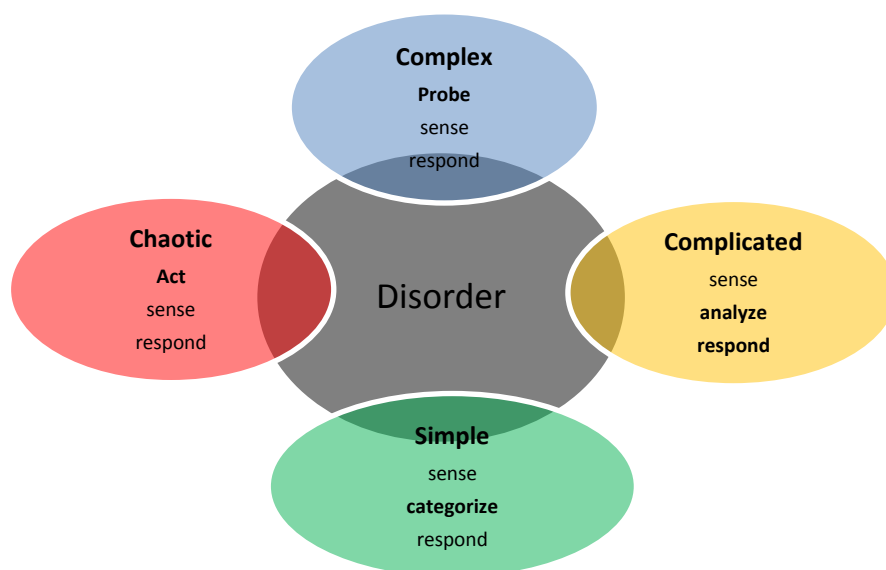 Complex
Probe
sense
respond
Chaotic
Act
sense
respond
Disorder
Complicated
sense
analyze
respond
Simple
sense
categorize
respond